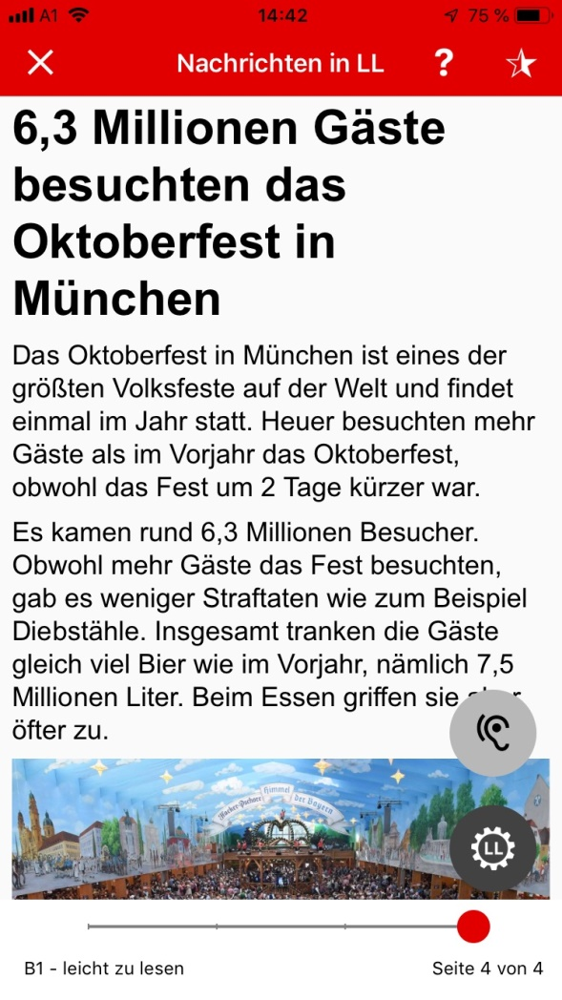 A1 14:42 75 %
Nachrichten in LL ?
6,3 Millionen Gäste
besuchten das
Oktoberfest in
München
Das Oktoberfest in München ist eines der
größten Volksfeste auf der Welt und findet
einmal im Jahr statt. Heuer besuchten mehr
Gäste als im Vorjahr das Oktoberfest,
obwohl das Fest um 2 Tage kürzer war.
Es kamen rund 6,3 Millionen Besucher.
Obwohl mehr Gäste das Fest besuchten,
gab es weniger Straftaten wie zum Beispiel
Diebstähle. Insgesamt tranken die Gäste
gleich viel Bier wie im Vorjahr, nämlich 7,5
Millionen Liter. Beim Essen griffen sie
öfter zu.
Hacker-Pschorr Himmel der Bayern
LL
B1 - leicht zu lesen Seite 4 von 4